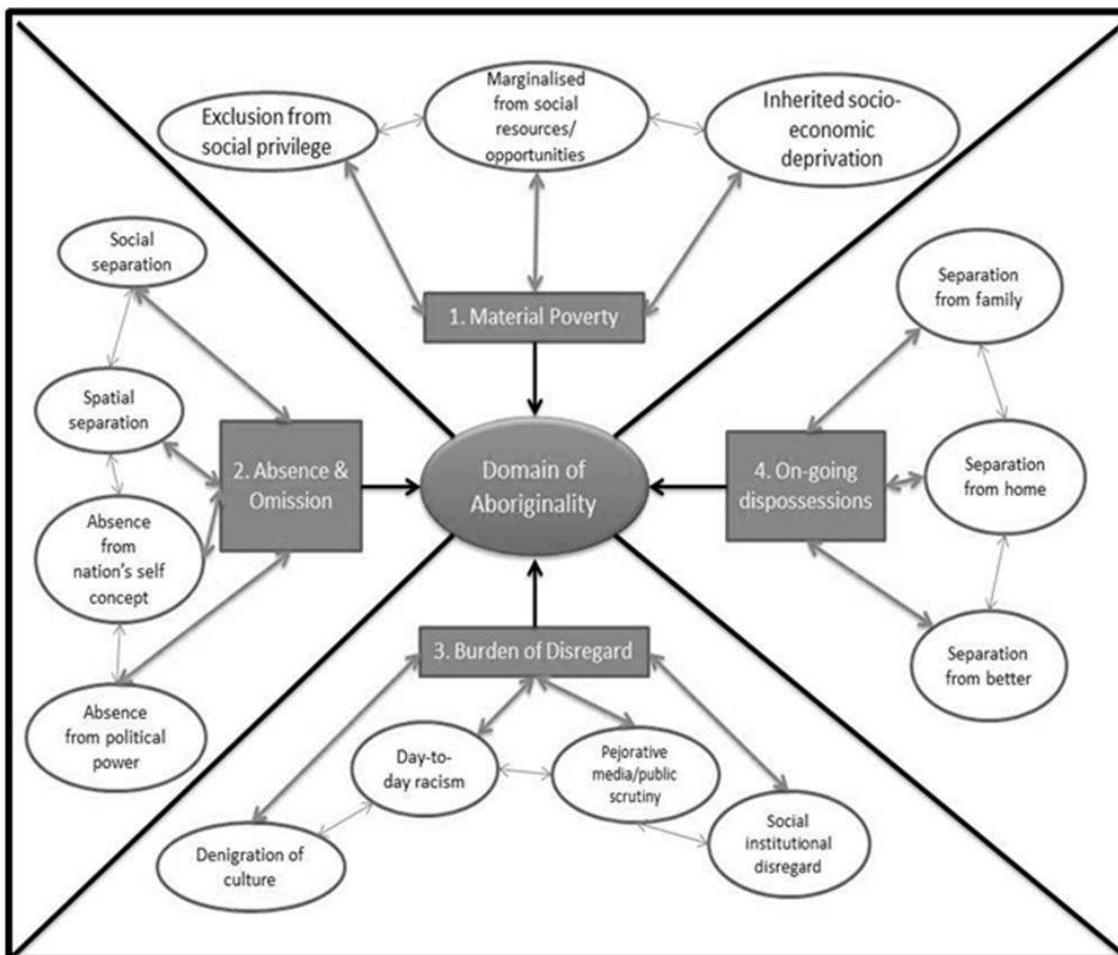 Exclusion from
social privilege
Marginalised
from social
resources/
opportunities
Inherited socio-
economic
deprivation
1. Material Poverty
Social
separation
Spatial
separation
Absence
from
nation's self
concept
Absence
from political
power
2. Absence &
Omission
Domain of
Aboriginality
4. On-going
dispossessions
Separation
from family
Separation
from home
Separation
from better
3. Burden of Disregard
Denigration of
culture
Day-to-
day racism
Pejorative
media/public
scrutiny
Social
institutional
disregard